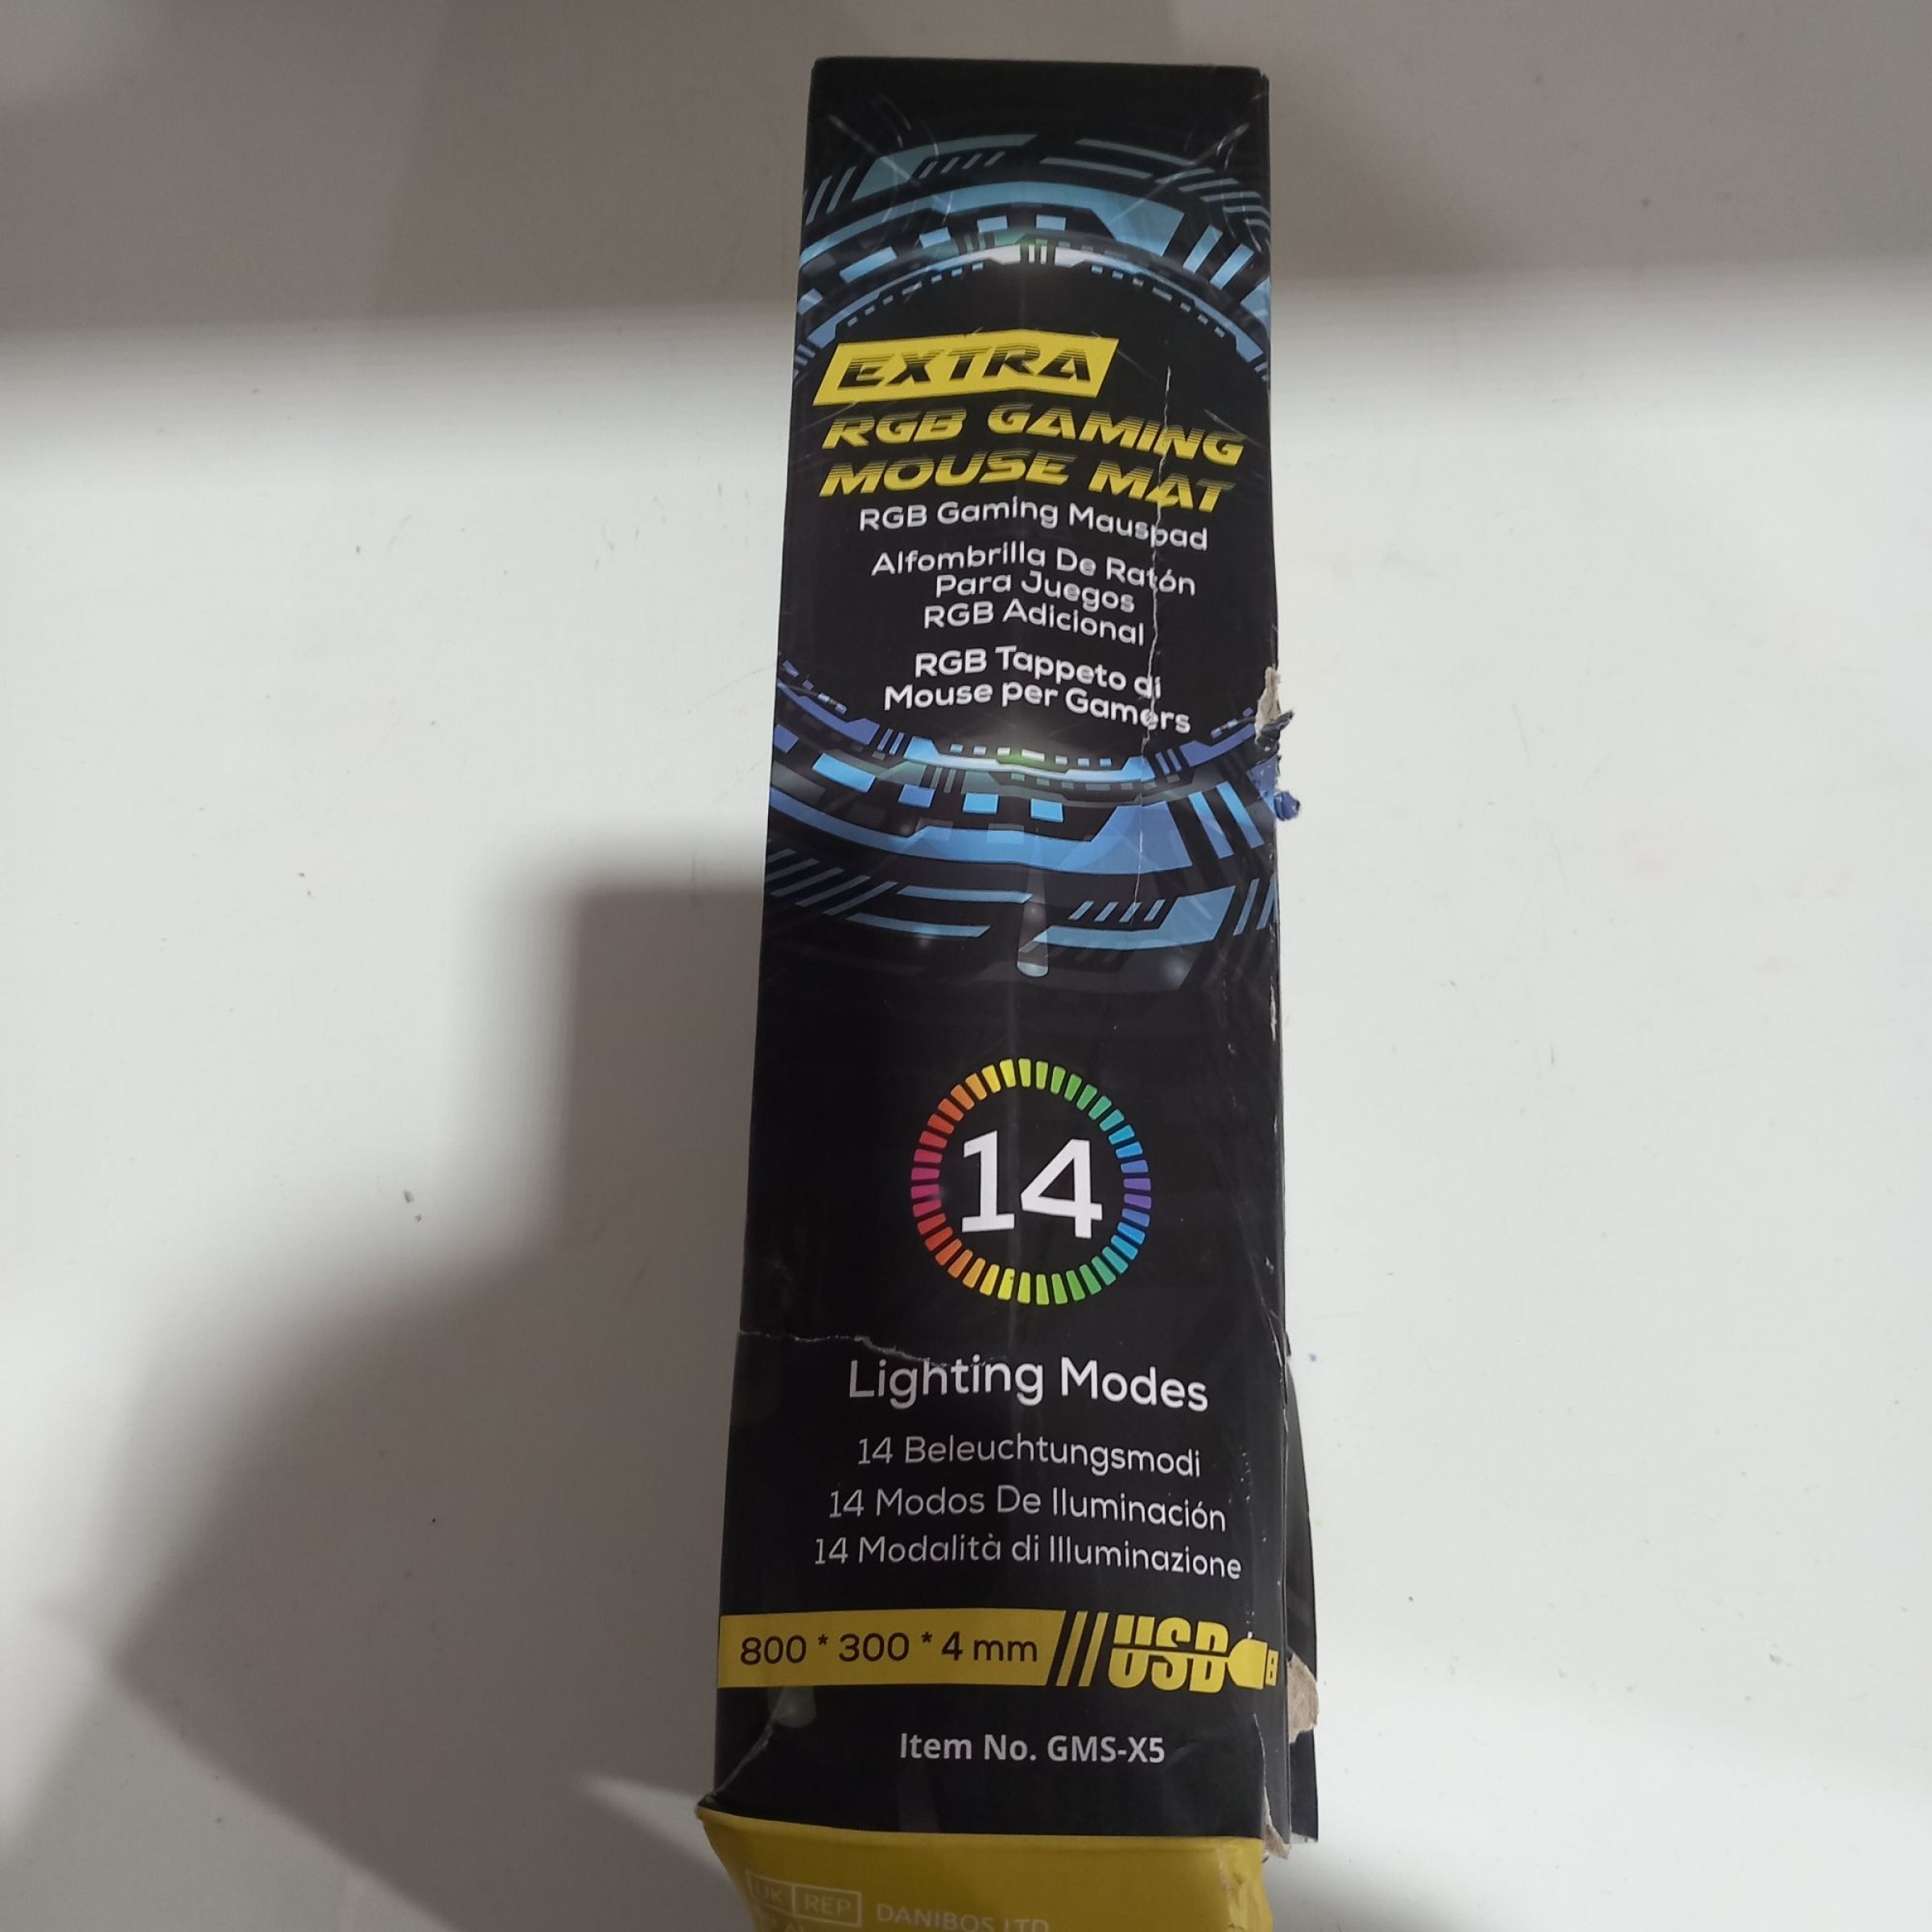 EXTRA
RGB GAMING
MOUSE MAT
RGB Gaming Mauspad
Alfombrilla De Ratón
Para Juegos
RGB Adicional
RGB Tappeto di
Mouse per Gamers
14
Lighting Modes
14 Beleuchtungsmodi
14 Modos De Iluminación
14 Modalità di Illuminazione
800 * 300 * 4 mm USB
Item No. GMS-X5
UK REP DANIBOS LTD